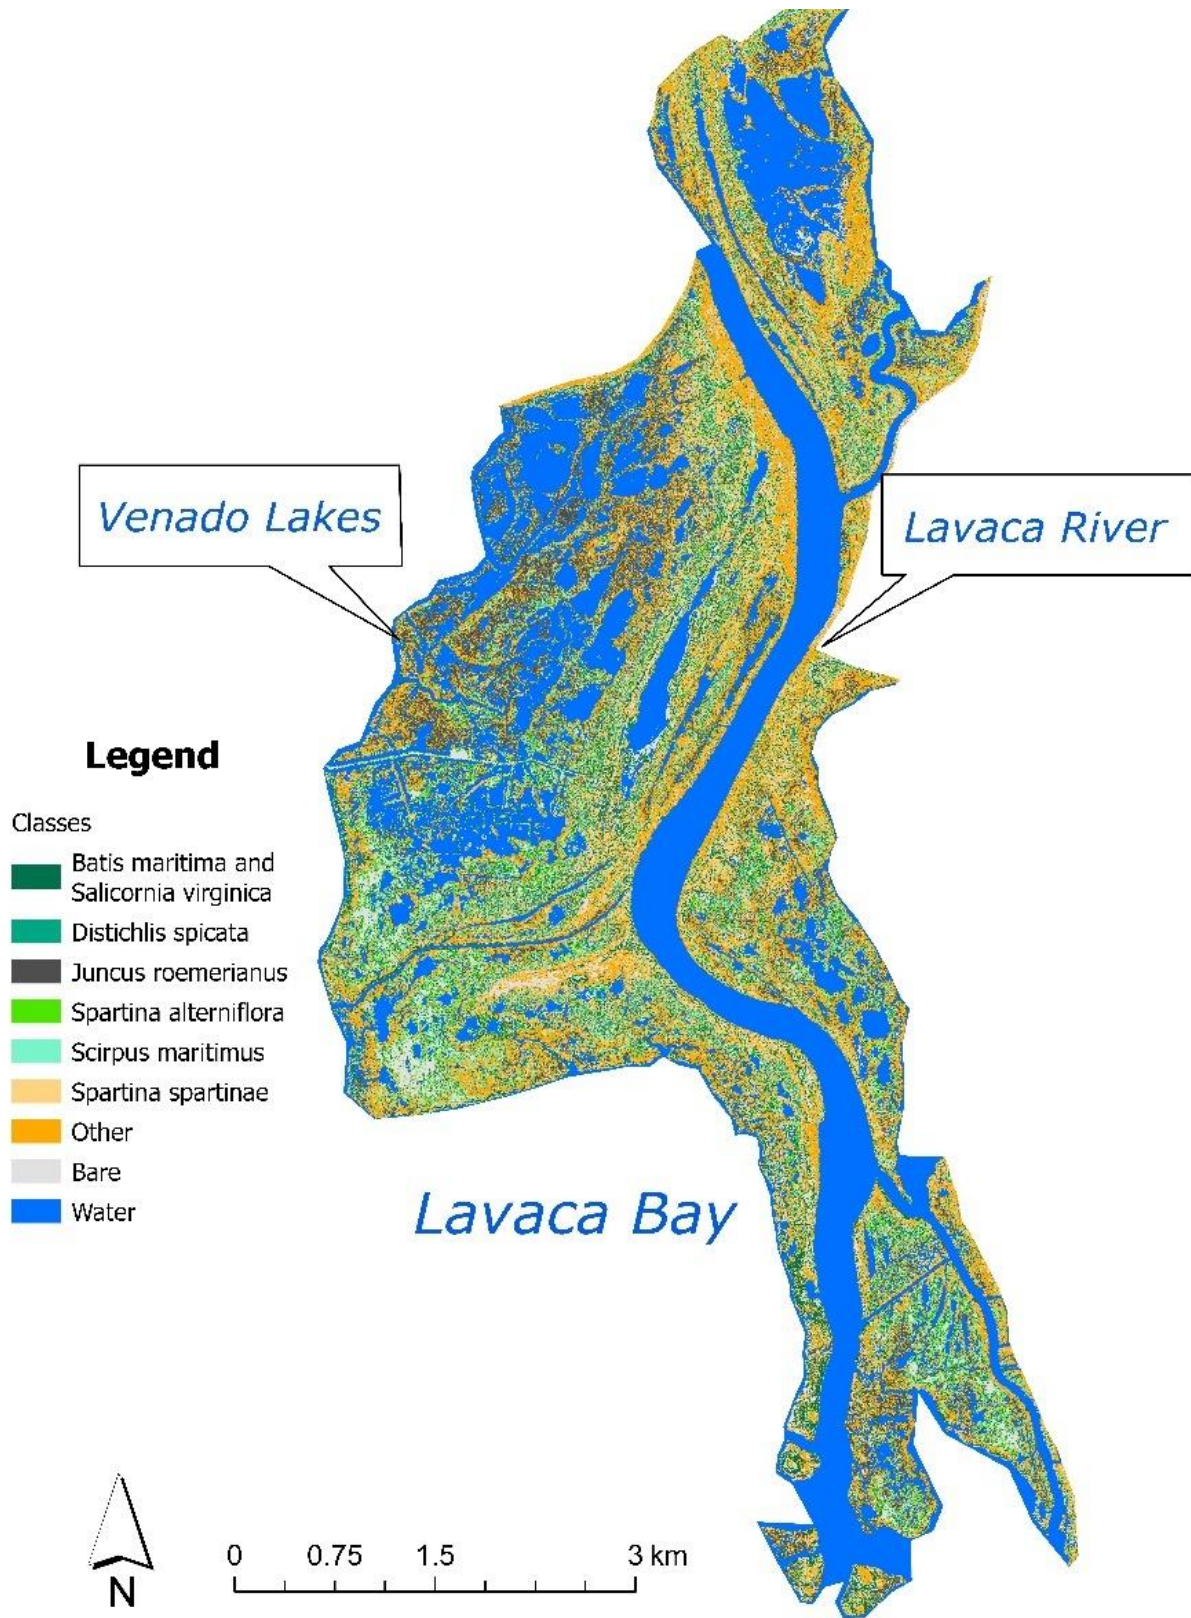 Venado Lakes
Lavaca River
Legend
Classes
Batis maritima and
Salicornia virginica
Distichlis spicata
Juncus roemerianus
Spartina alterniflora
Scirpus maritimus
Spartina spartinae
Other
Bare
Water
Lavaca Bay
N
0 0.75 1.5 3 km